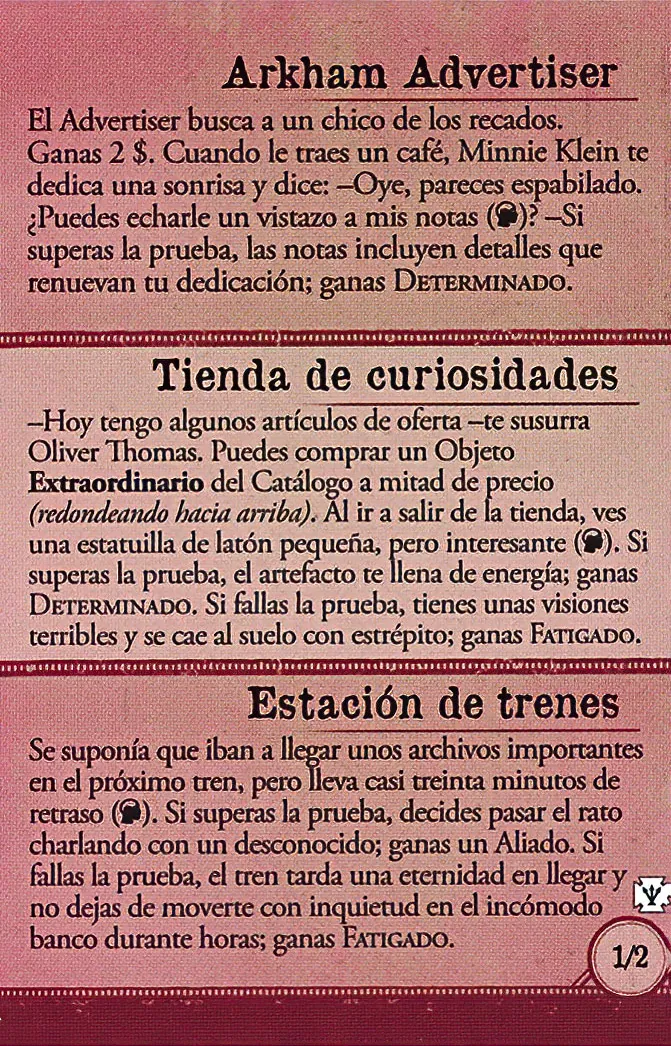 Arkham Advertiser
El Advertiser busca a un chico de los recados.
Ganas 2 $. Cuando le traes un café, Minnie Klein te
dedica una sonrisa y dice: –Oye, pareces espabilado.
¿Puedes echarle un vistazo a mis notas ()? –Si
superas la prueba, las notas incluyen detalles que
renuevan tu dedicación; ganas DETERMINADO.
Tienda de curiosidades
–Hoy tengo algunos artículos de oferta –te susurra
Oliver Thomas. Puedes comprar un Objeto
Extraordinario del Catálogo a mitad de precio
(redondeando hacia arriba). Al ir a salir de la tienda, ves
una estatuilla de latón pequeña, pero interesante (). Si
superas la prueba, el artefacto te llena de energía; ganas
DETERMINADO. Si fallas la prueba, tienes unas visiones
terribles y se cae al suelo con estrépito; ganas FATIGADO.
Estación de trenes
Se suponía que iban a llegar unos archivos importantes
en el próximo tren, pero lleva casi treinta minutos de
retraso (). Si superas la prueba, decides pasar el rato
charlando con un desconocido; ganas un Aliado. Si
fallas la prueba, el tren tarda una eternidad en llegar y
no dejas de moverte con inquietud en el incómodo
banco durante horas; ganas FATIGADO.
1/2